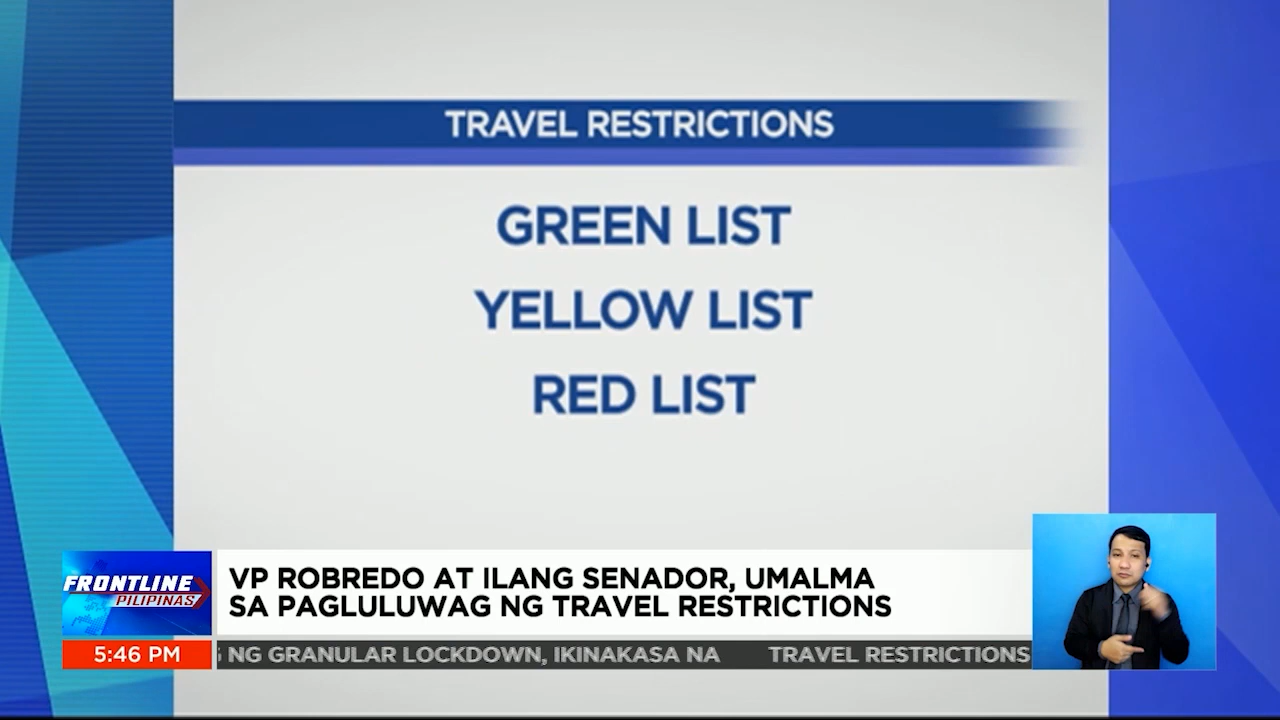 TRAVEL RESTRICTIONS
GREEN LIST
YELLOW LIST
RED LIST
FRONTLINE
PILIPINAS
VP ROBREDO AT ILANG SENADOR, UMALMA
SA PAGLULUWAG NG TRAVEL RESTRICTIONS
5:46 PM
NG GRANULAR LOCKDOWN, IKINAKASA NA TRAVEL RESTRICTIONS